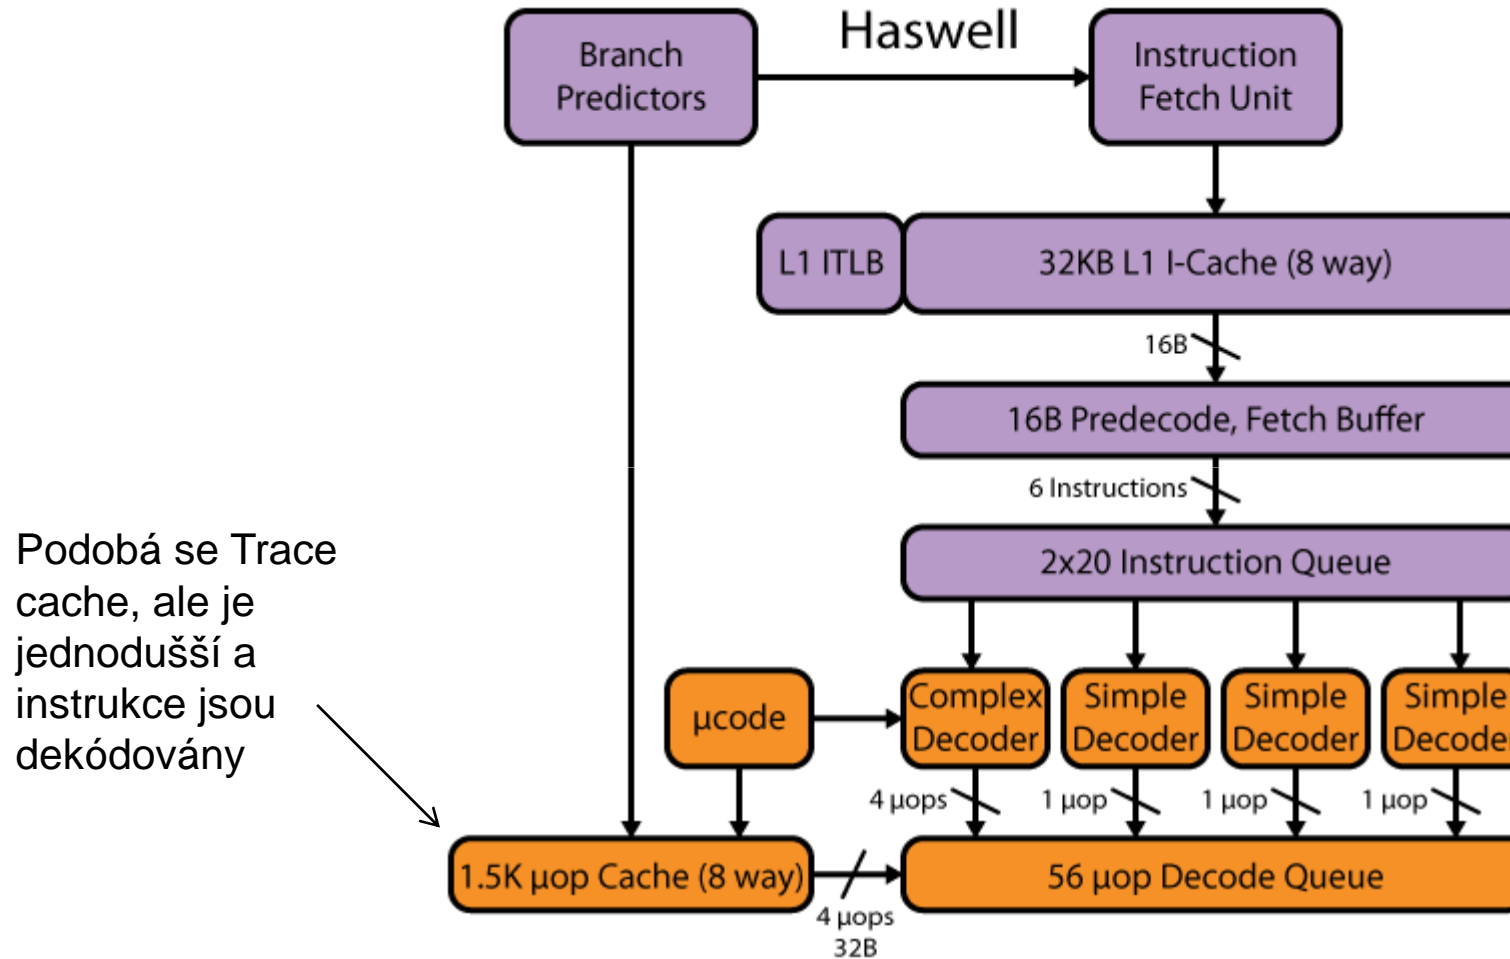 Haswell
Branch
Predictors
Instruction
Fetch Unit
L1 ITLB
32KB L1 I-Cache (8 way)
16B
16B Predecode, Fetch Buffer
6 Instructions
2x20 Instruction Queue
Podobá se Trace
cache, ale je
jednodušší a
instrukce jsou
dekódovány
µcode
Complex
Decoder
Simple
Decoder
Simple
Decoder
Simple
Decode
4 µops
1 µop
1 µop
1 µop
1.5K µop Cache (8 way)
4 µops
32B
56 µop Decode Queue